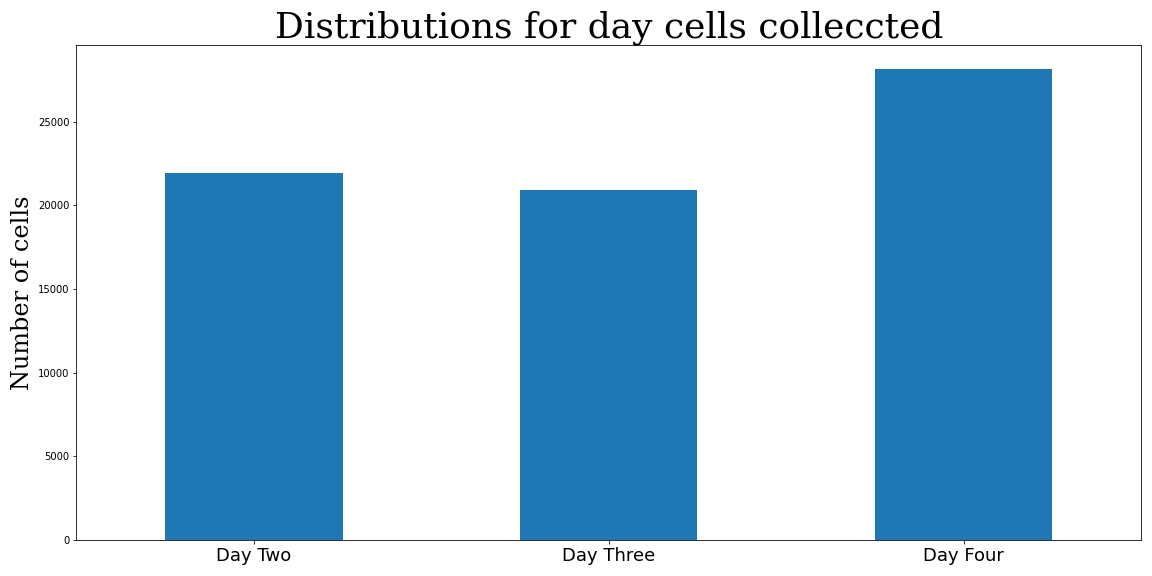 Distributions for day cells colleccted
Number of cells
25000
20000
15000
10000
5000
0
Day Two
Day Three
Day Four